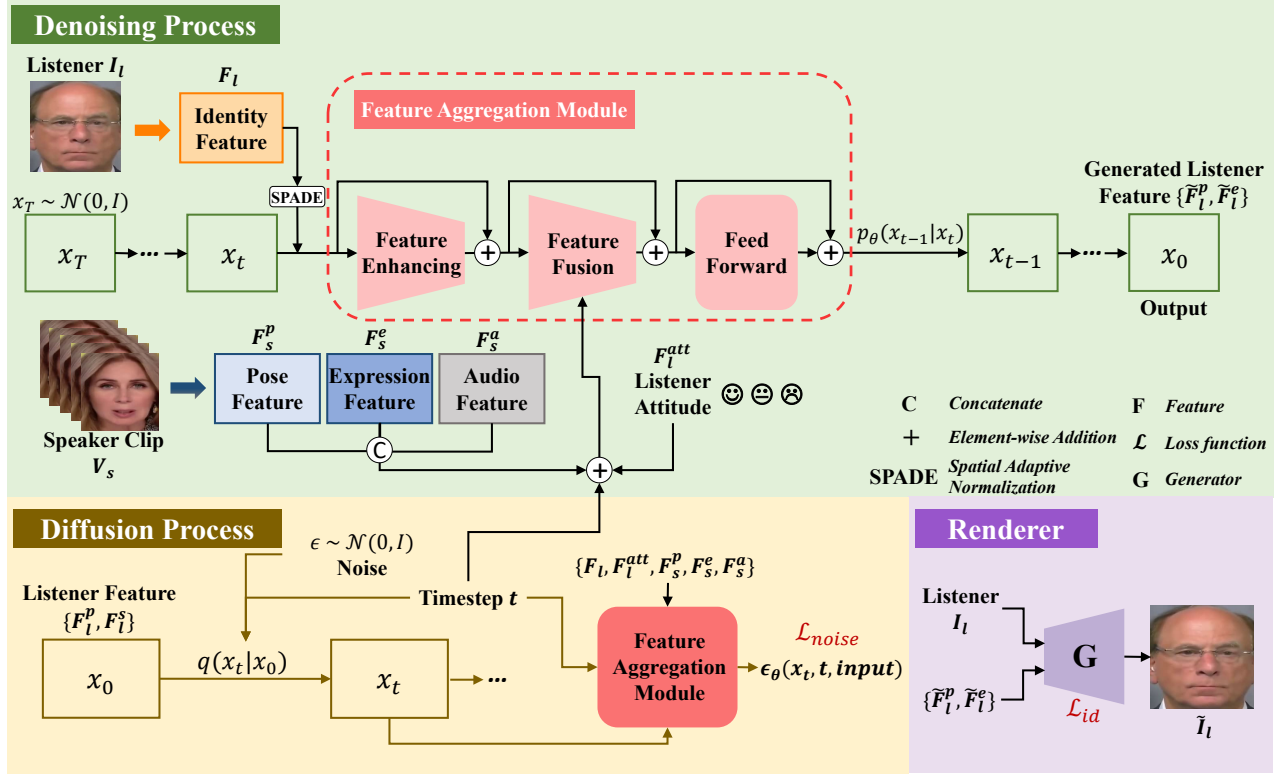 Denoising Process
Listener I_l
F_l
Identity
Feature
SPADE
Feature Aggregation Module
x_T ~ 𝒩(0, I)
x_T
...
x_t
Feature
Enhancing
+
Feature
Fusion
+
Feed
Forward
+
p_θ(x_{t-1}|x_t)
x_{t-1}
...
Generated Listener
Feature {F̃_l^p, F̃_l^e}
x_0
Output
Speaker Clip
V_s
F_s^p
Pose
Feature
F_s^e
Expression
Feature
F_s^a
Audio
Feature
C
+
F_l^{att}
Listener
Attitude
C Concatenate
+ Element-wise Addition
SPADE Spatial Adaptive
Normalization
F Feature
ℒ Loss function
G Generator
Diffusion Process
ϵ ~ 𝒩(0, I)
Noise
Timestep t
Listener Feature
{F_l^p, F_l^s}
x_0
q(x_t|x_0)
x_t
...
{F_l, F_l^{att}, F_s^p, F_s^e, F_s^a}
Feature
Aggregation
Module
ℒ_{noise}
ϵ_θ(x_t, t, input)
Renderer
Listener
I_l
{F̃_l^p, F̃_l^e}
G
ℒ_{id}
Ĩ_l